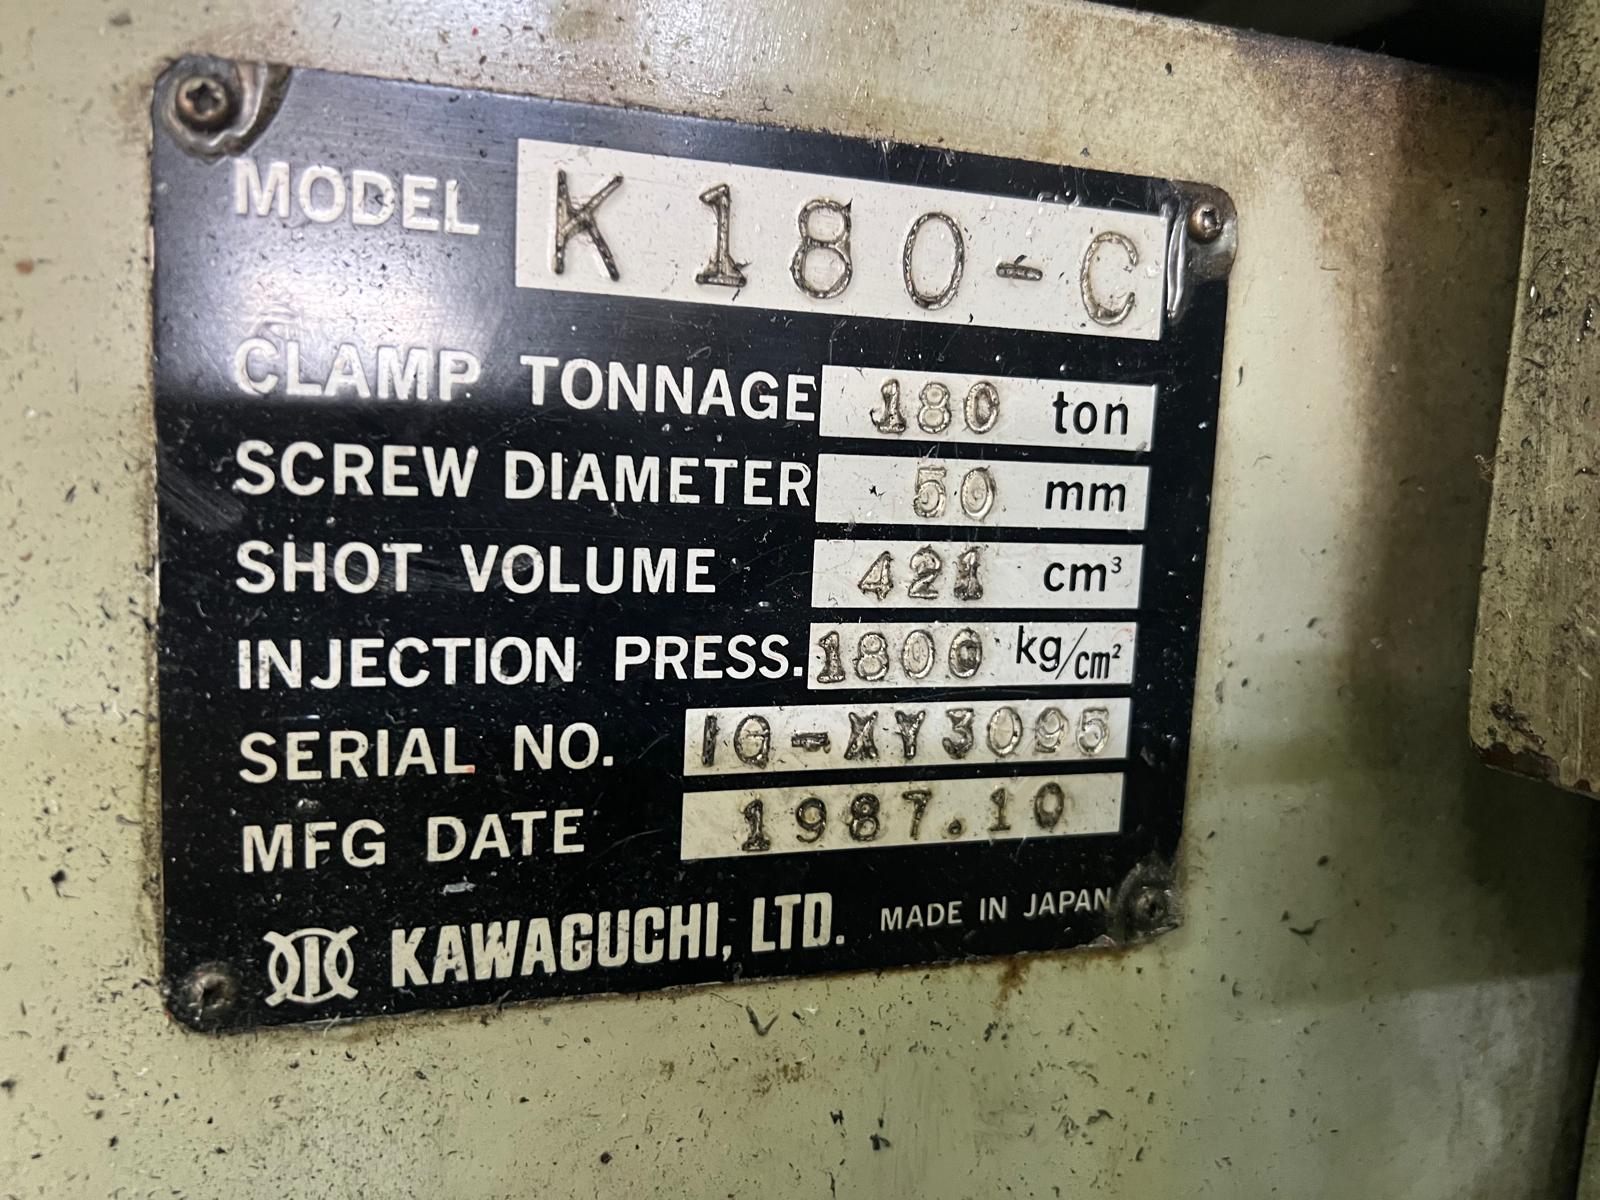 MODEL K180-C
CLAMP TONNAGE 180 ton
SCREW DIAMETER 50 mm
SHOT VOLUME 421 cm³
INJECTION PRESS. 1800 kg/cm²
SERIAL NO. IG-XY3095
MFG DATE 1987.10
KAWAGUCHI, LTD. MADE IN JAPAN